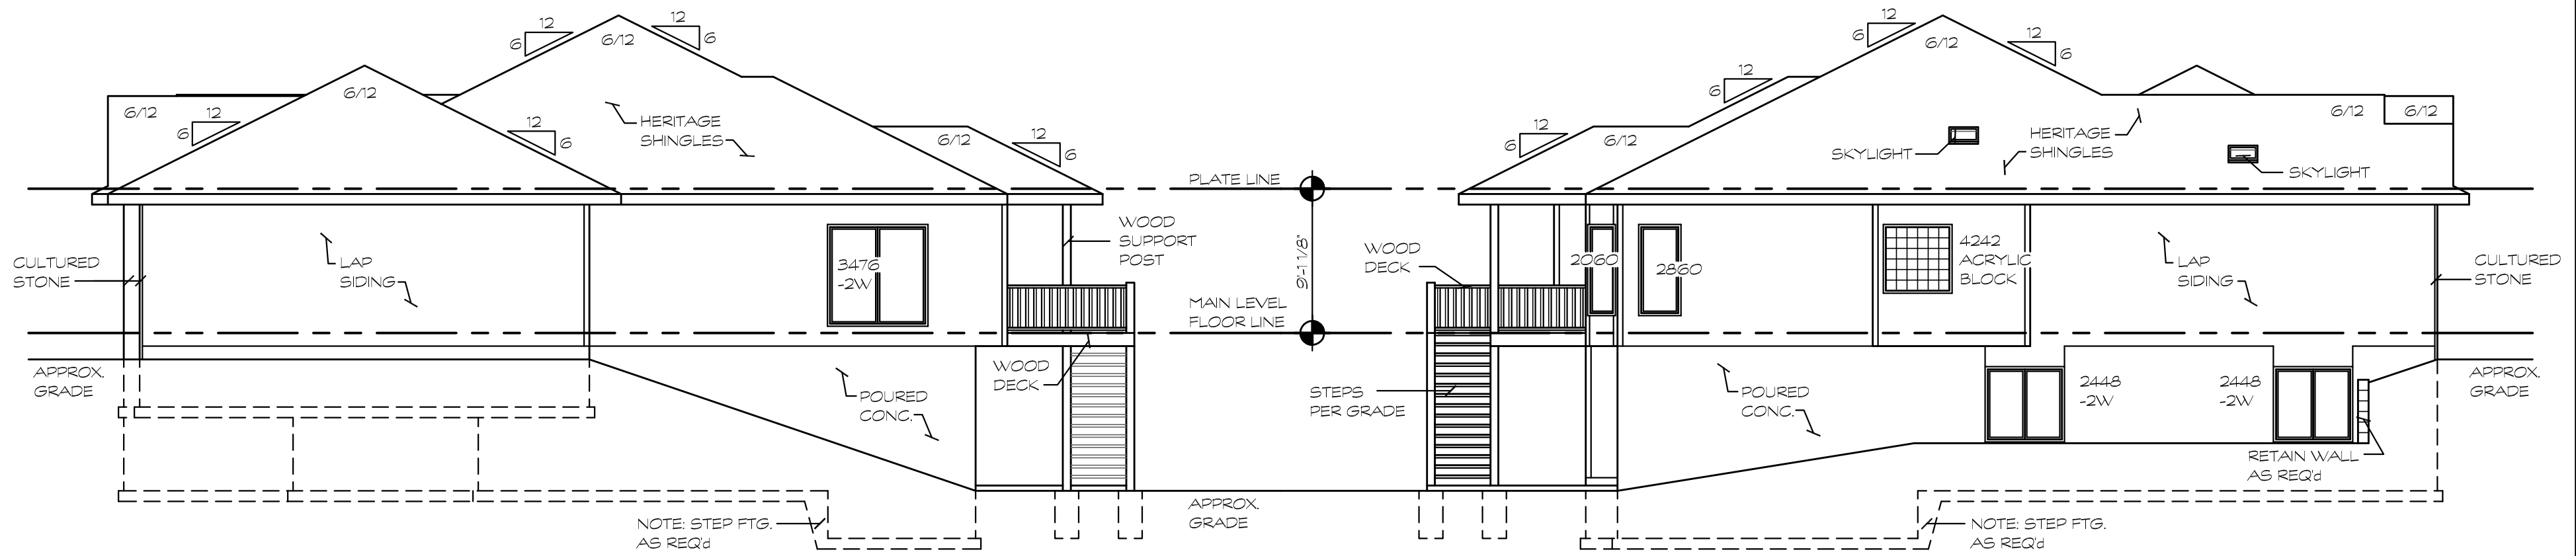 12
6
6/12
12
6
6/12
12
6
6/12
12
6
12
6
6/12
12
6
HERITAGE
SHINGLES
CULTURED
STONE
LAP
SIDING
3476
-2W
WOOD
SUPPORT
POST
APPROX.
GRADE
POURED
CONC.
WOOD
DECK
NOTE: STEP FTG.
AS REQ'd
PLATE LINE
9'-1 1/8"
MAIN LEVEL
FLOOR LINE
APPROX.
GRADE
12
6
6/12
12
6
12
6
12
6
6/12
6/12
6/12
SKYLIGHT
HERITAGE
SHINGLES
SKYLIGHT
WOOD
DECK
2060
2860
4242
ACRYLIC
BLOCK
LAP
SIDING
CULTURED
STONE
STEPS
PER GRADE
POURED
CONC.
2448
-2W
2448
-2W
APPROX.
GRADE
RETAIN WALL
AS REQ'd
NOTE: STEP FTG.
AS REQ'd